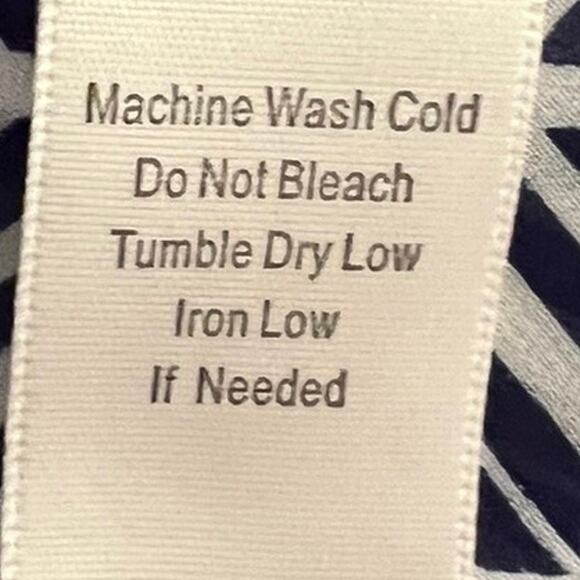 Machine Wash Cold
Do Not Bleach
Tumble Dry Low
Iron Low
If Needed